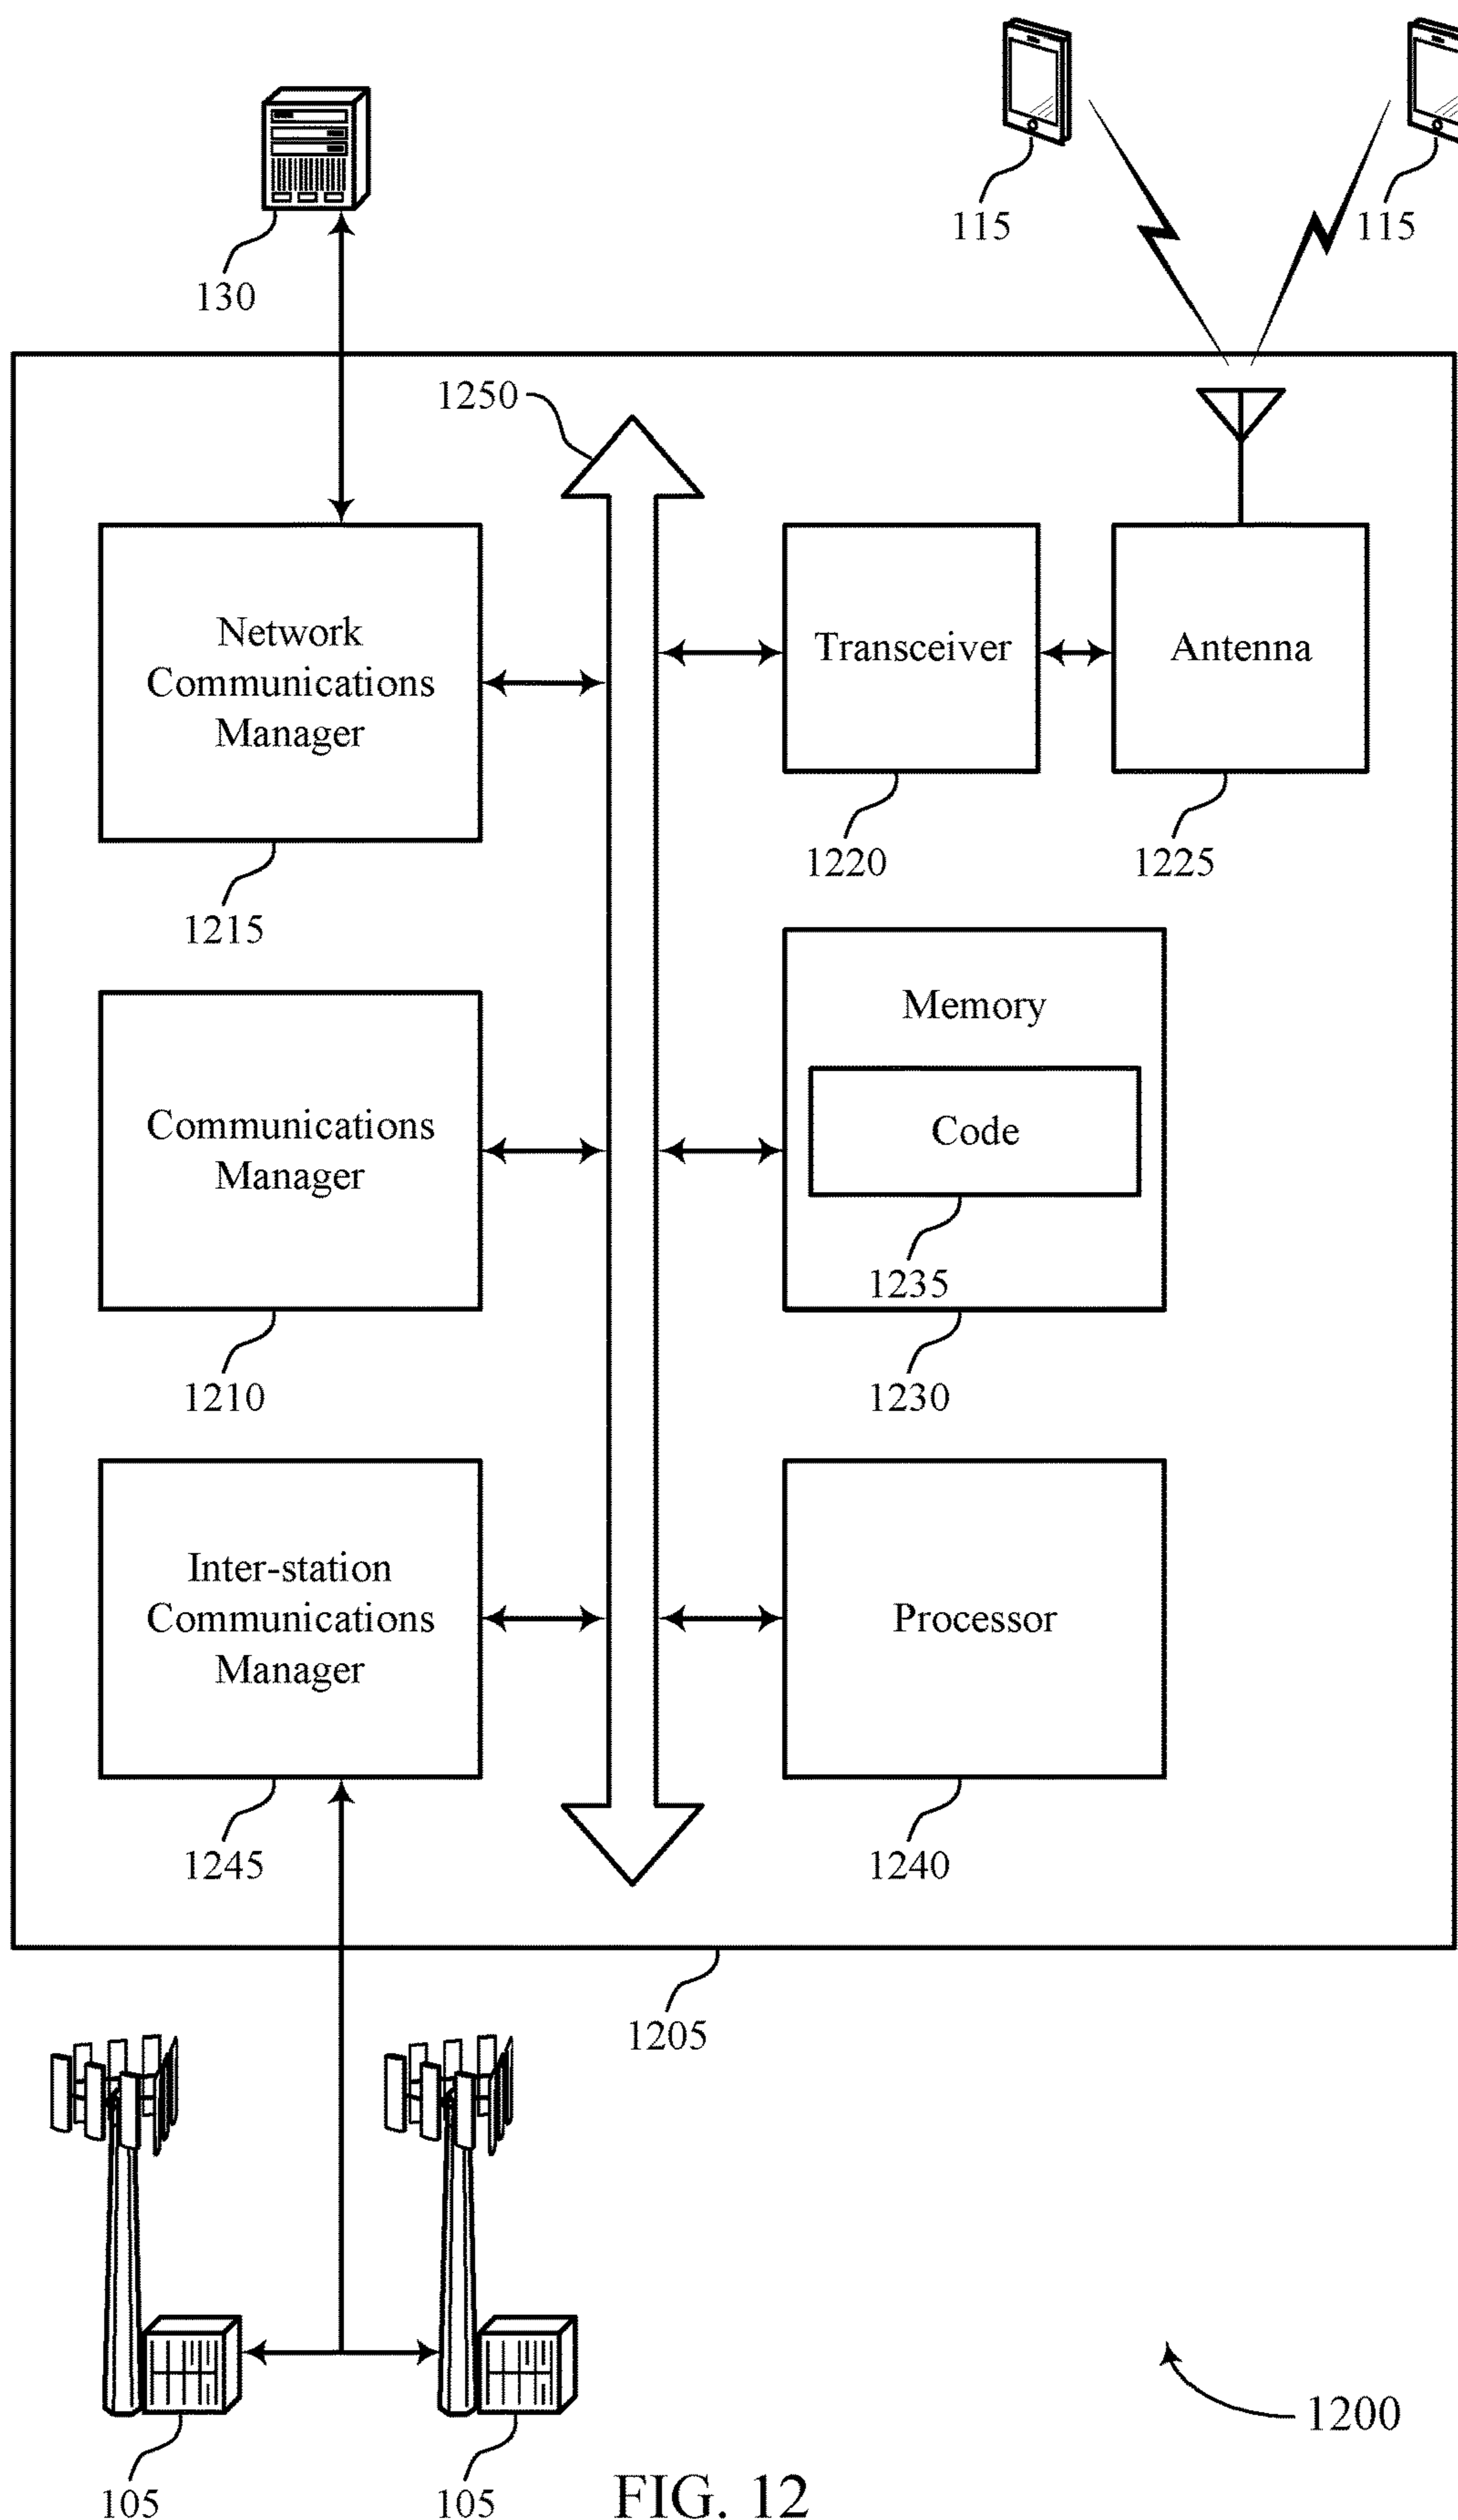 115
115
130
1250
Network
Communications
Manager
Transceiver
Antenna
1220
1225
1215
Memory
Communications
Manager
Code
1235
1210
1230
Inter-station
Communications
Manager
Processor
1245
1240
1205
1200
105
105
FIG. 12